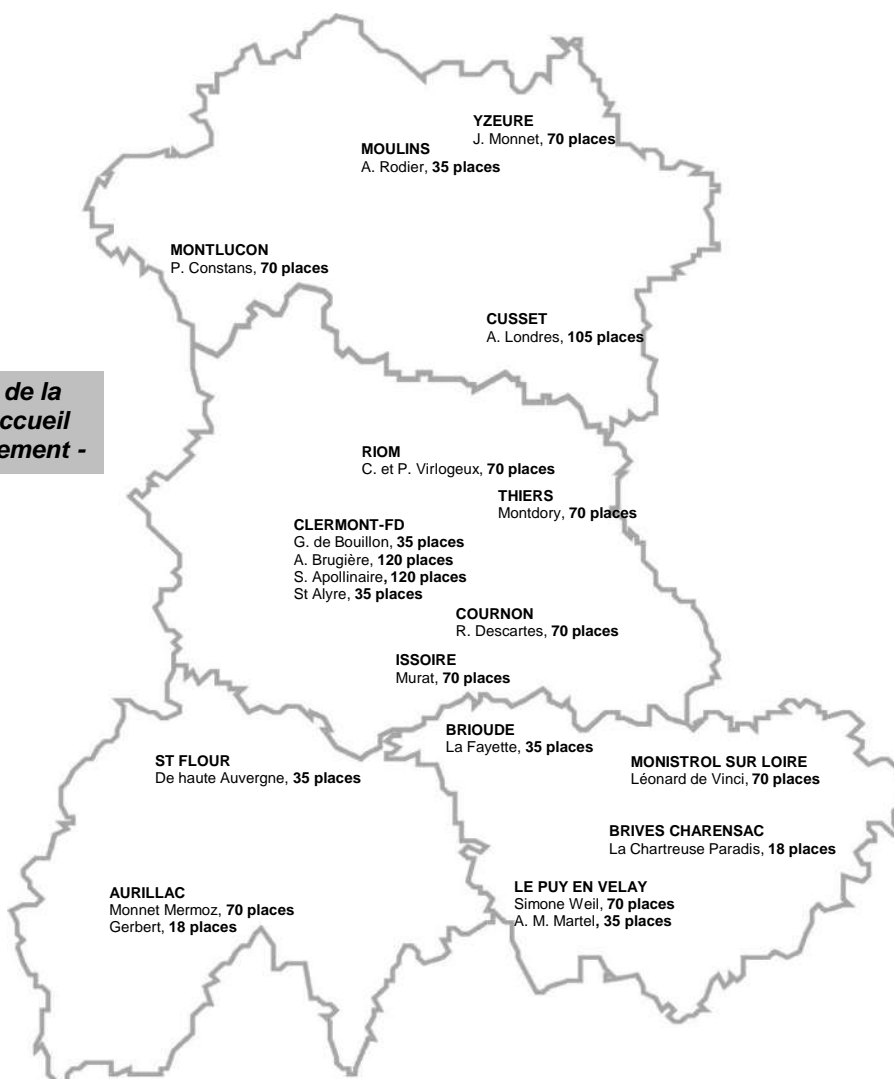 YZEURE
J. Monnet, 70 places
MOULINS
A. Rodier, 35 places
MONTLUCON
P. Constans, 70 places
CUSSET
A. Londres, 105 places
de la
ccueil
ement -
RIOM
C. et P. Virlogeux, 70 places
THIERS
Montdory, 70 places
CLERMONT-FD
G. de Bouillon, 35 places
A. Brugière, 120 places
S. Apollinaire, 120 places
St Alyre, 35 places
COURNON
R. Descartes, 70 places
ISSOIRE
Murat, 70 places
BRIOUDE
La Fayette, 35 places
ST FLOUR
De haute Auvergne, 35 places
MONISTROL SUR LOIRE
Léonard de Vinci, 70 places
BRIVES CHARENSAC
La Chartreuse Paradis, 18 places
AURILLAC
Monnet Mermoz, 70 places
Gerbert, 18 places
LE PUY EN VELAY
Simone Weil, 70 places
A. M. Martel, 35 places